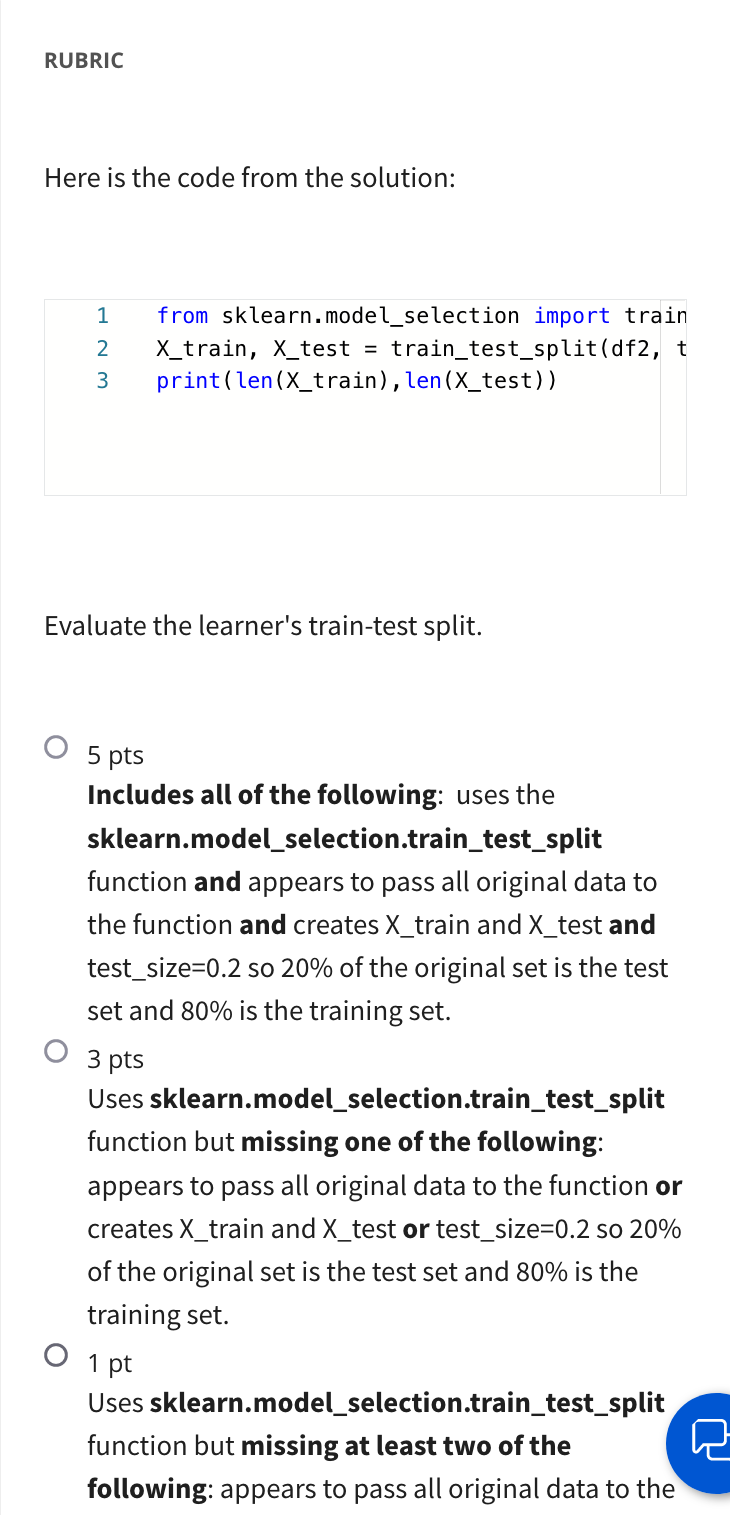 RUBRIC
Here is the code from the solution:
1 from sklearn.model_selection import train
2 X_train, X_test = train_test_split(df2, t
3 print(len(X_train),len(X_test))
Evaluate the learner's train-test split.
5 pts
Includes all of the following: uses the
sklearn.model_selection.train_test_split
function and appears to pass all original data to
the function and creates X_train and X_test and
test_size=0.2 so 20% of the original set is the test
set and 80% is the training set.
3 pts
Uses sklearn.model_selection.train_test_split
function but missing one of the following:
appears to pass all original data to the function or
creates X_train and X_test or test_size=0.2 so 20%
of the original set is the test set and 80% is the
training set.
1 pt
Uses sklearn.model_selection.train_test_split
function but missing at least two of the
following: appears to pass all original data to the